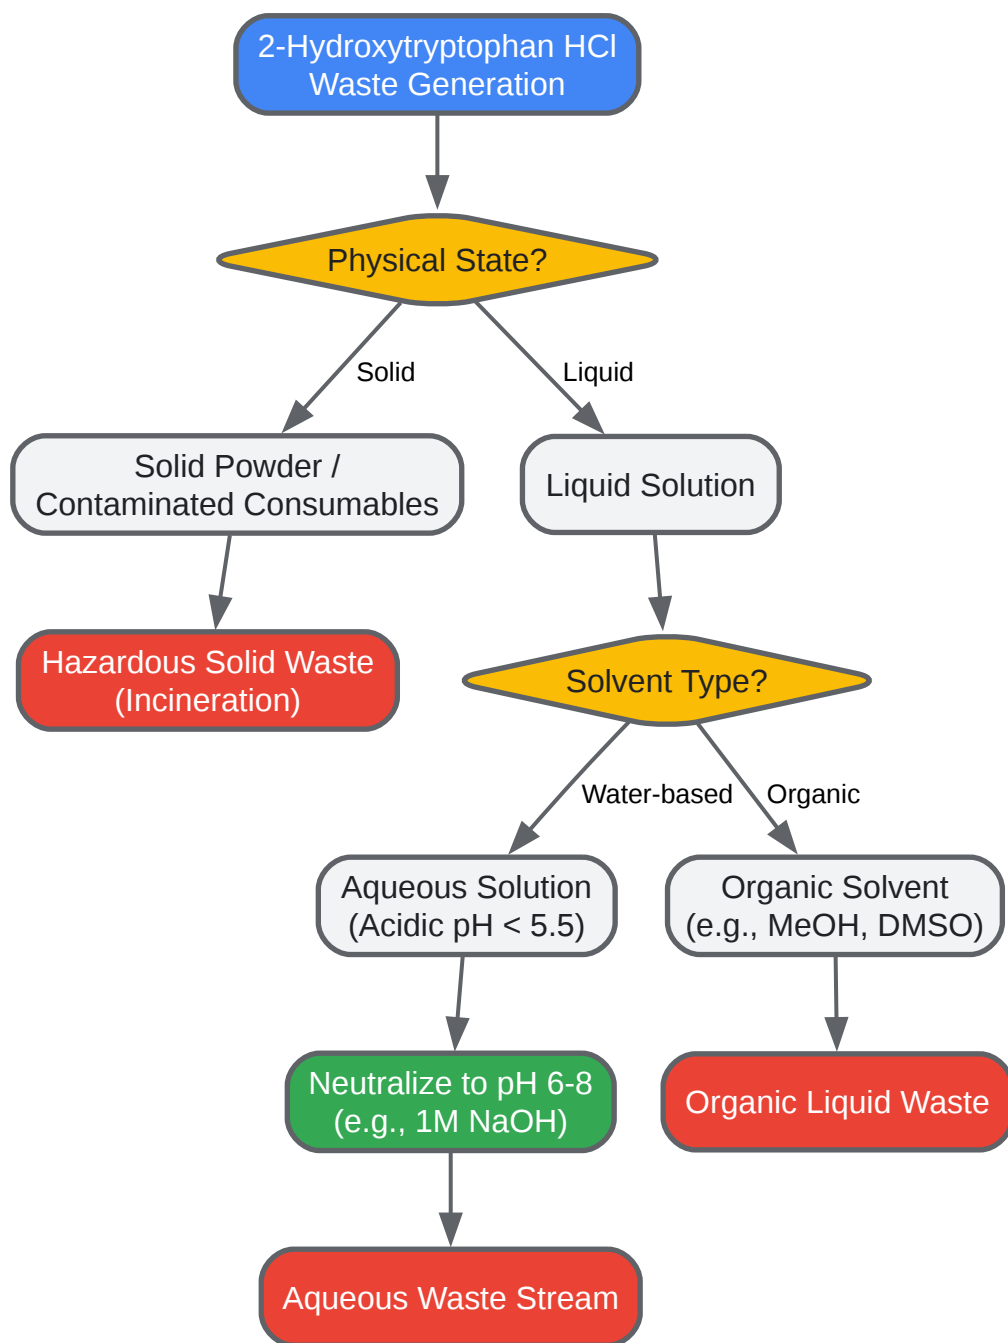 2-Hydroxytryptophan HCl
Waste Generation
Physical State?
Solid
Liquid
Solid Powder /
Contaminated Consumables
Liquid Solution
Hazardous Solid Waste
(Incineration)
Solvent Type?
Water-based
Organic
Aqueous Solution
(Acidic pH < 5.5)
Organic Solvent
(e.g., MeOH, DMSO)
Neutralize to pH 6-8
(e.g., 1M NaOH)
Organic Liquid Waste
Aqueous Waste Stream